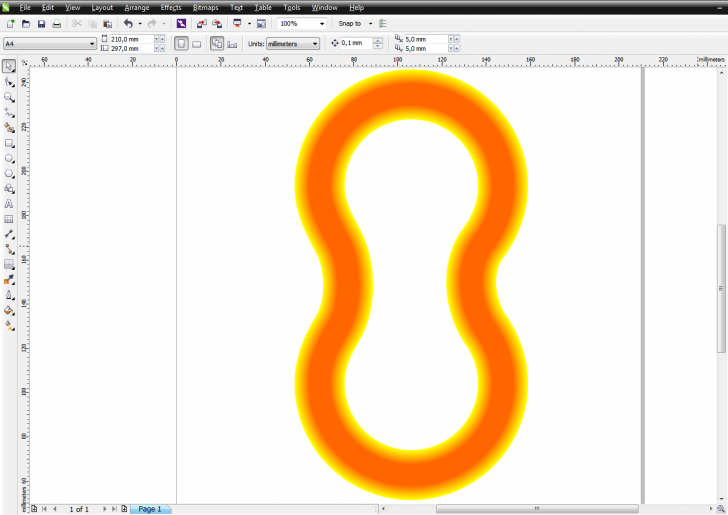 File Edit View Layout Arrange Effects Bitmaps Text Table Tools Window Help
100% Snap to
A4 210,0 mm 297,0 mm Units: millimeters 0,1 mm 5,0 mm 5,0 mm
60 40 20 0 20 40 60 80 100 120 140 160 180 200 220 millimeters
240
220
200
180
160
140
120
100
80
60
millimeters
1 of 1 Page 1